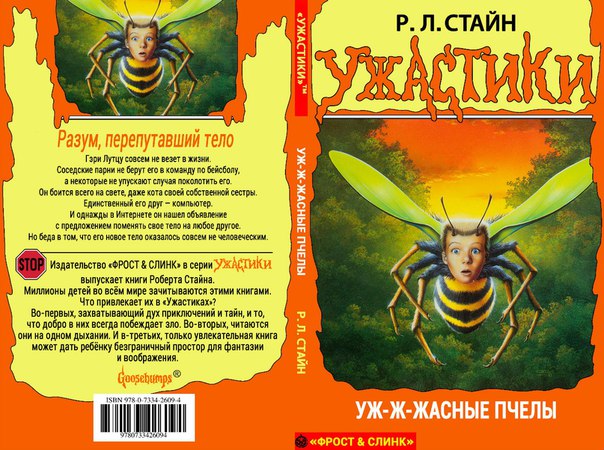 Разум, перепутавший тело
Гэри Лутцу совсем не везет в жизни.
Соседские парни не берут его в команду по бейсболу,
а некоторые не упускают случая поколотить его.
Он боится всего на свете, даже кота своей собственной сестры.
Единственный его друг — компьютер.
И однажды в Интернете он нашел объявление
с предложением поменять свое тело на любое другое.
Но беда в том, что его новое тело оказалось совсем не человеческим.
STOP Издательство «ФРОСТ & СЛИНК» в серии УЖАСТИКИ
выпускает книги Роберта Стайна.
Миллионы детей во всём мире зачитываются этими книгами.
Что привлекает их в «Ужастиках»?
Во-первых, захватывающий дух приключений и тайн, и то,
что добро в них всегда побеждает зло. Во-вторых, читаются
они на одном дыхании. И в-третьих, только увлекательная книга
может дать ребёнку безграничный простор для фантазии
и воображения.
Goosebumps®
ISBN 978-0-7334-2609-4
9780733426094
«УЖАСТИКИ»™
УЖ-Ж-ЖАСНЫЕ ПЧЕЛЫ
Р. Л. СТАЙН
Р. Л. СТАЙН
УЖАСТИКИ
УЖ-Ж-ЖАСНЫЕ ПЧЕЛЫ
«ФРОСТ & СЛИНК»